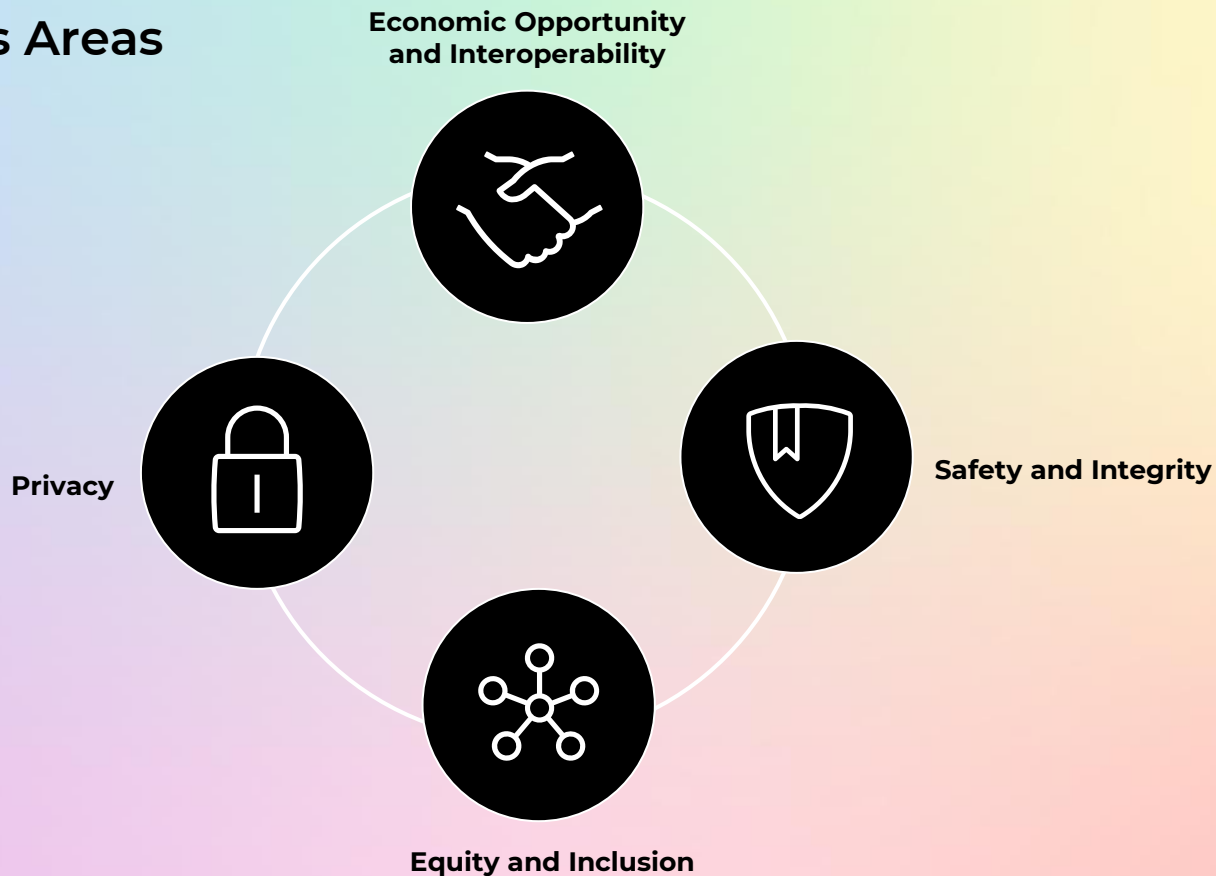 s Areas
Economic Opportunity
and Interoperability
Privacy
Safety and Integrity
Equity and Inclusion